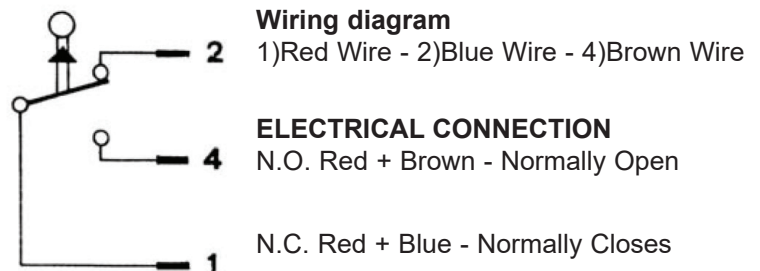 Wiring diagram
2 1)Red Wire - 2)Blue Wire - 4)Brown Wire
ELECTRICAL CONNECTION
4 N.O. Red + Brown - Normally Open
N.C. Red + Blue - Normally Closes
1